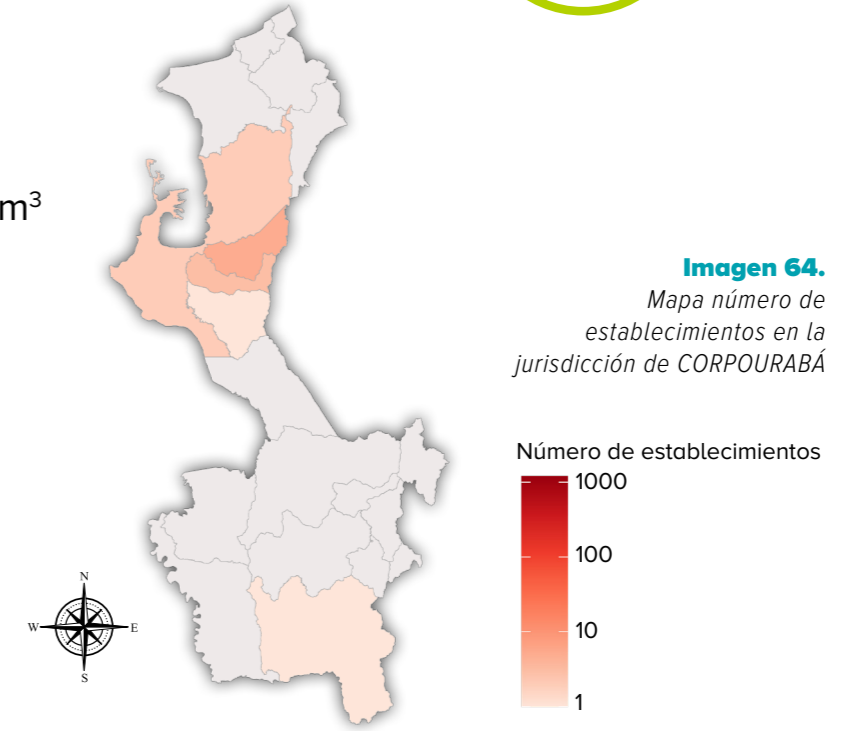 m³
Imagen 64.
Mapa número de
establecimientos en la
jurisdicción de CORPOURABÁ
Número de establecimientos
1000
100
10
1
N
W
E
S